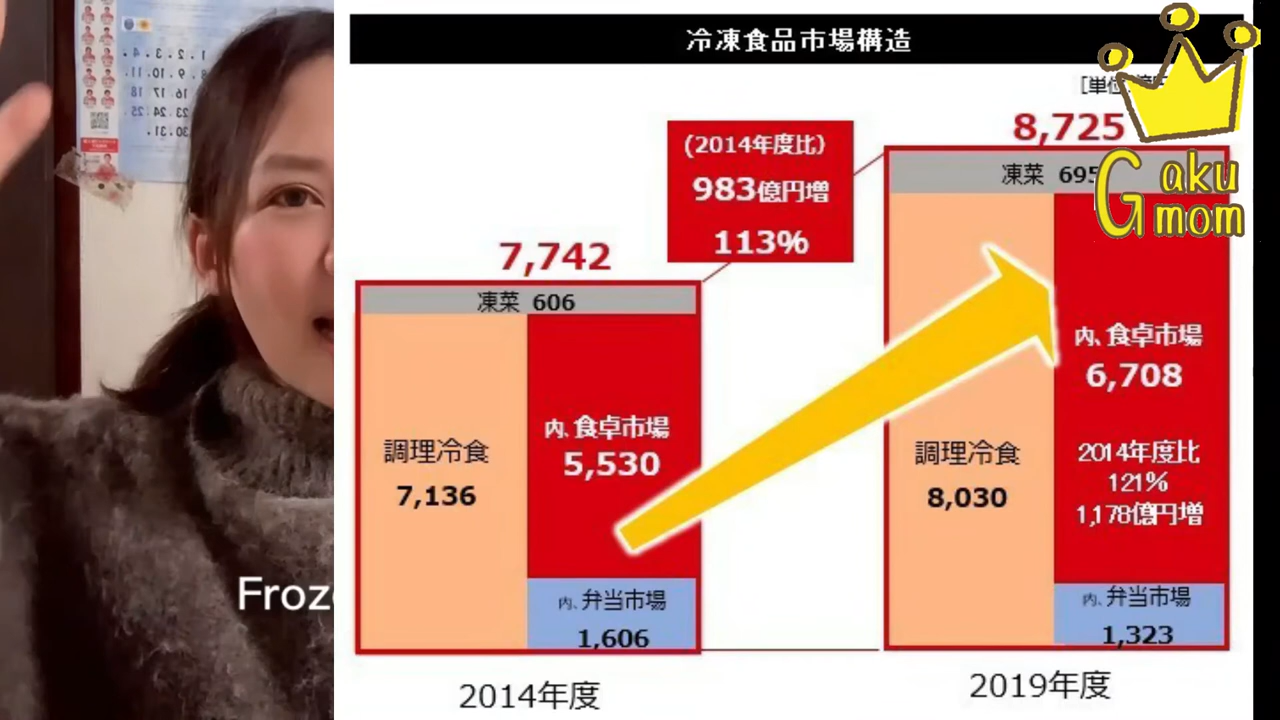 冷凍食品市場構造
[単位
8,725
(2014年度比)
983億円増
113%
凍菜 695
7,742
凍菜 606
内、食卓市場
6,708
2014年度比
121%
1,178億円増
内、食卓市場
5,530
調理冷食
7,136
調理冷食
8,030
内、弁当市場
1,606
内、弁当市場
1,323
2014年度
2019年度
Gaku
mom
Froz